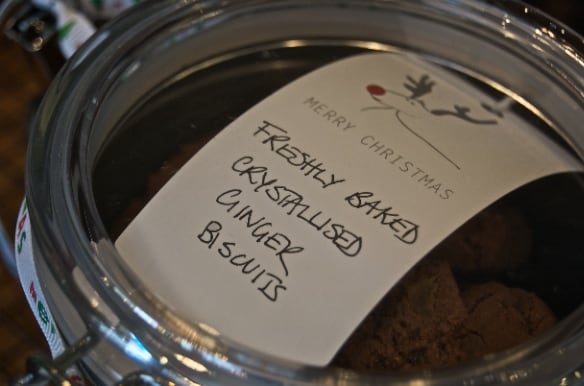 MERRY CHRISTMAS
FRESHLY BAKED
CRYSTALLISED
GINGER
BISCUITS